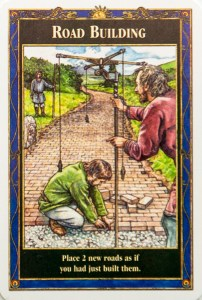 ROAD BUILDING
Place 2 new roads as if
you had just built them.